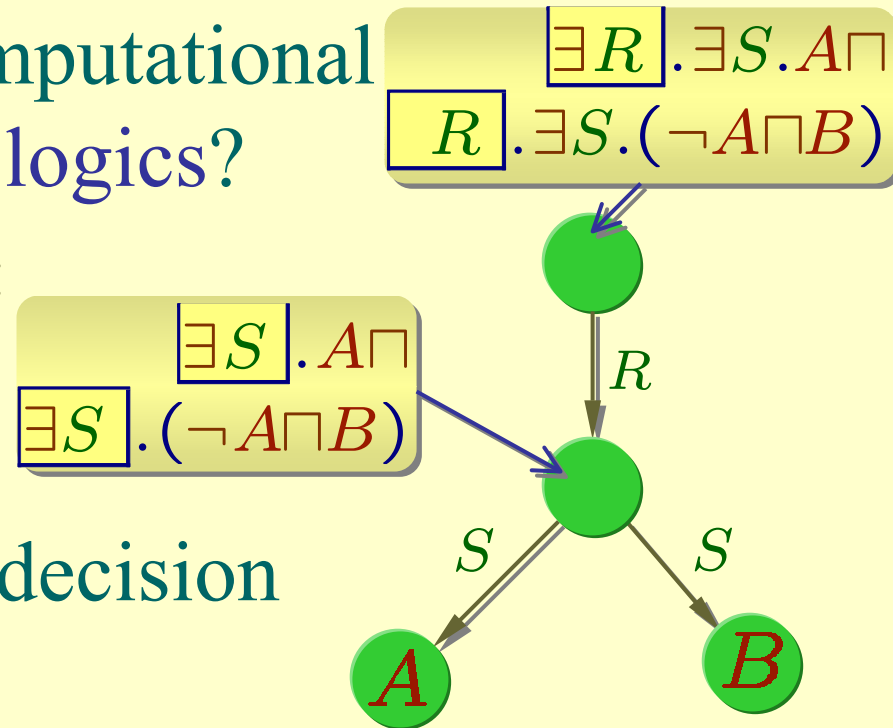 mputational
logics?
decision
∃R.∃S.A⊓
R.∃S.(¬A⊓B)
∃S.A⊓
∃S.(¬A⊓B)
R
S
S
A
B